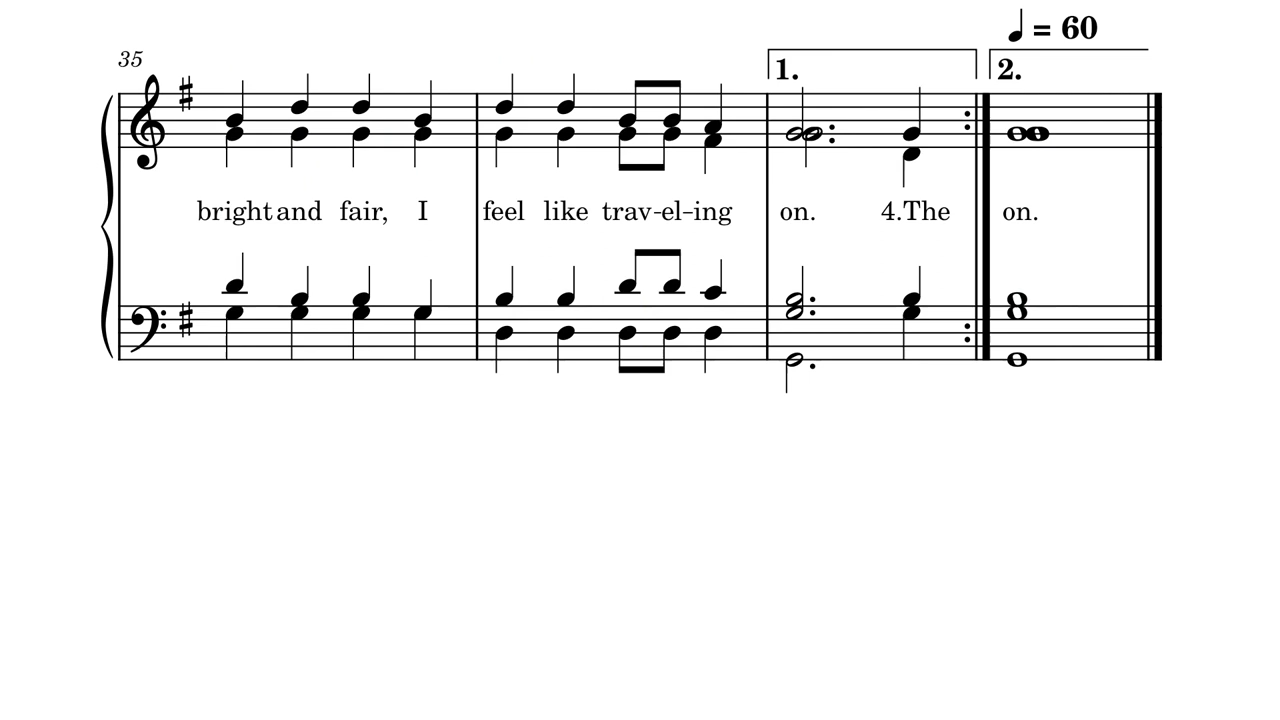 = 60
35
1. 2.
bright and fair, I feel like trav-el-ing on. 4.The on.